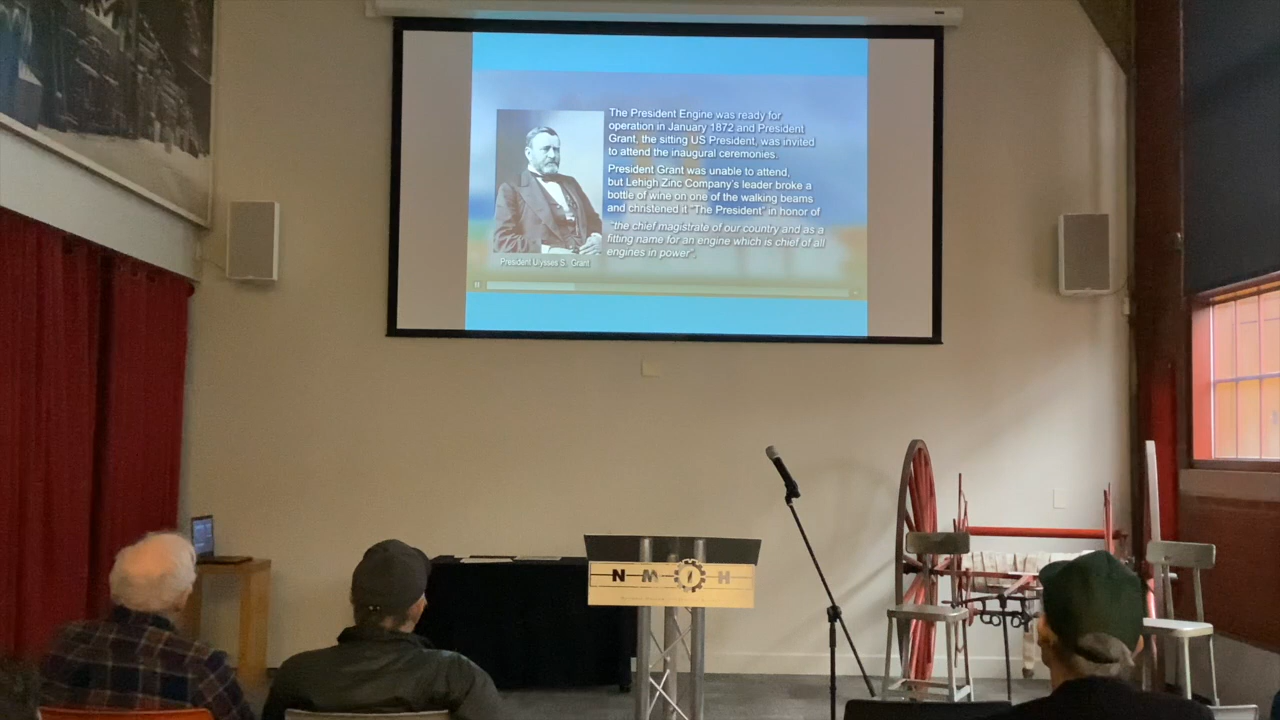 The President Engine was ready for
operation in January 1872 and President
Grant, the sitting US President, was invited
to attend the inaugural ceremonies.
President Grant was unable to attend,
but Lehigh Zinc Company's leader broke a
bottle of wine on one of the walking beams
and christened it "The President" in honor of
"the chief magistrate of our country and as a
fitting name for an engine which is chief of all
engines in power".
President Ulysses S. Grant
NMIH